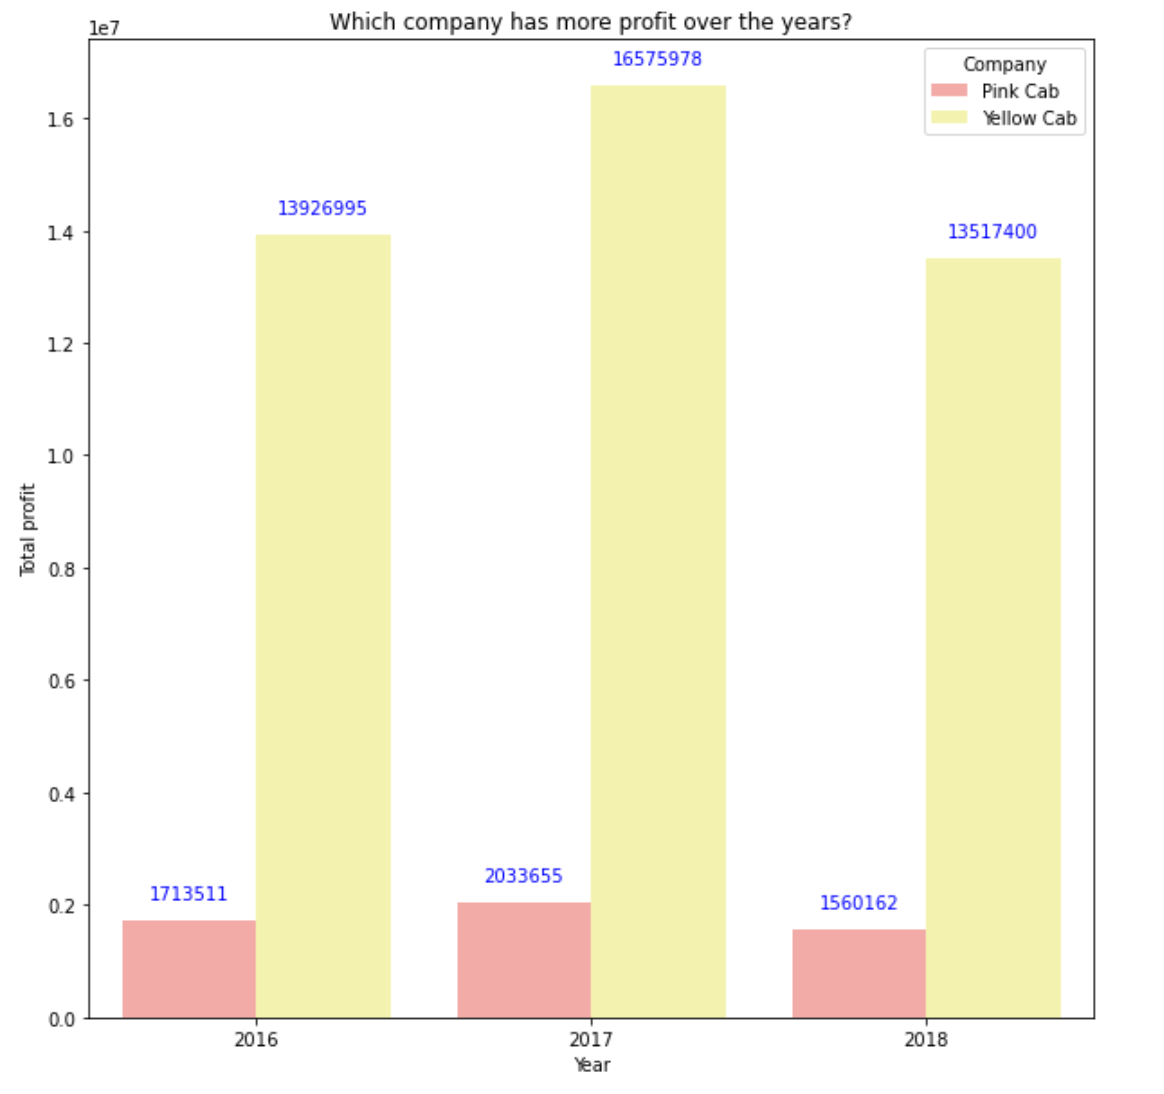 Which company has more profit over the years?
1e7
Company
Pink Cab
Yellow Cab
16575978
13926995
13517400
1713511
2033655
1560162
1.6
1.4
1.2
1.0
0.8
0.6
0.4
0.2
0.0
Total profit
2016 2017 2018
Year